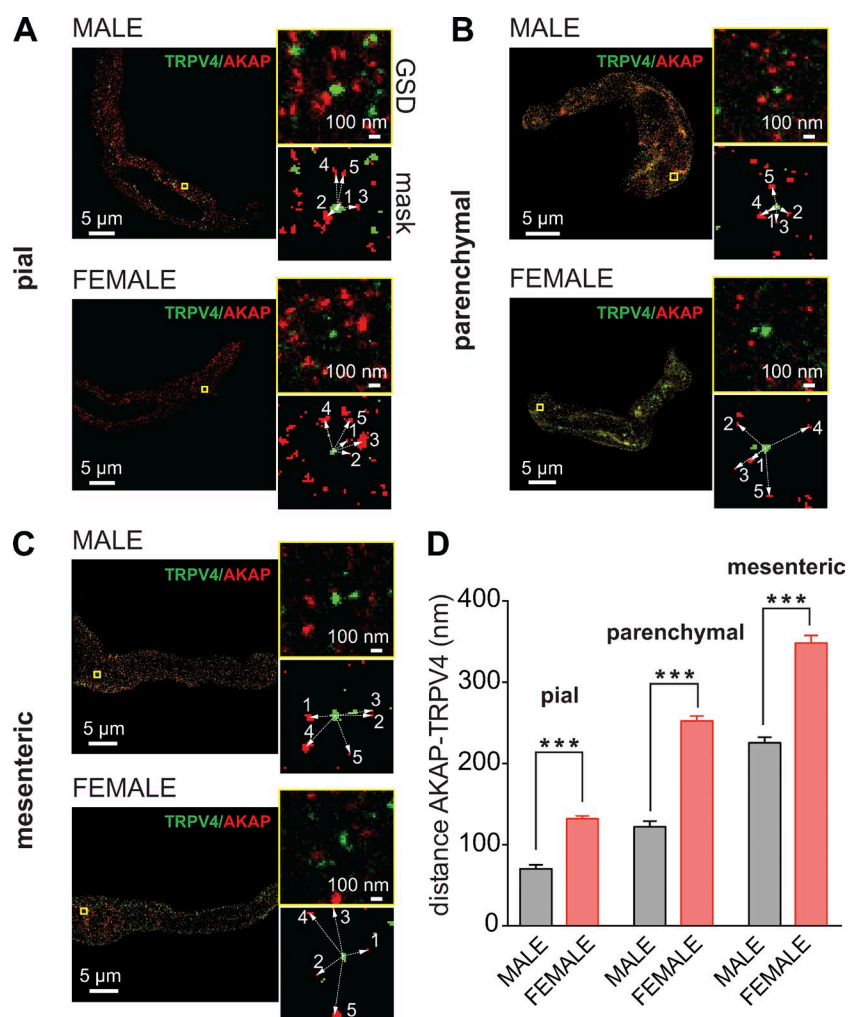 A
MALE
TRPV4/AKAP
5 µm
GSD
100 nm
mask
4
5
1
3
2
pial
FEMALE
TRPV4/AKAP
5 µm
100 nm
4
5
1
3
2
B
MALE
TRPV4/AKAP
5 µm
100 nm
5
4
2
1
3
parenchymal
FEMALE
TRPV4/AKAP
5 µm
100 nm
2
4
1
3
5
C
MALE
TRPV4/AKAP
5 µm
100 nm
1
3
2
4
5
mesenteric
FEMALE
TRPV4/AKAP
5 µm
100 nm
4
3
1
2
5
D
distance AKAP-TRPV4 (nm)
400
300
200
100
0
pial
parenchymal
mesenteric
***
***
***
MALE
FEMALE
MALE
FEMALE
MALE
FEMALE